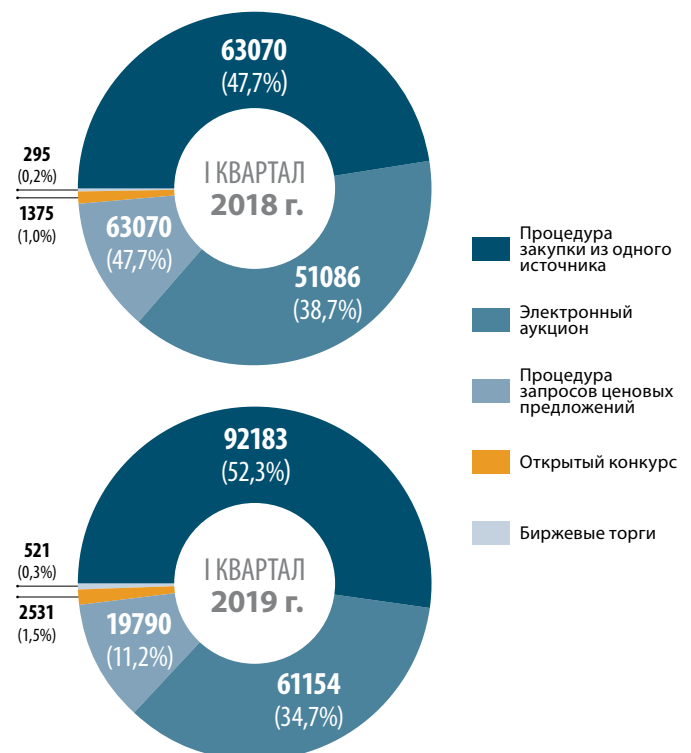 63070
(47,7%)
295
(0,2%)
1375
(1,0%)
I КВАРТАЛ
2018 г.
63070
(47,7%)
51086
(38,7%)
Процедура
закупки из одного
источника
Электронный
аукцион
Процедура
запросов ценовых
предложений
Открытый конкурс
Биржевые торги
92183
(52,3%)
521
(0,3%)
2531
(1,5%)
I КВАРТАЛ
2019 г.
19790
(11,2%)
61154
(34,7%)